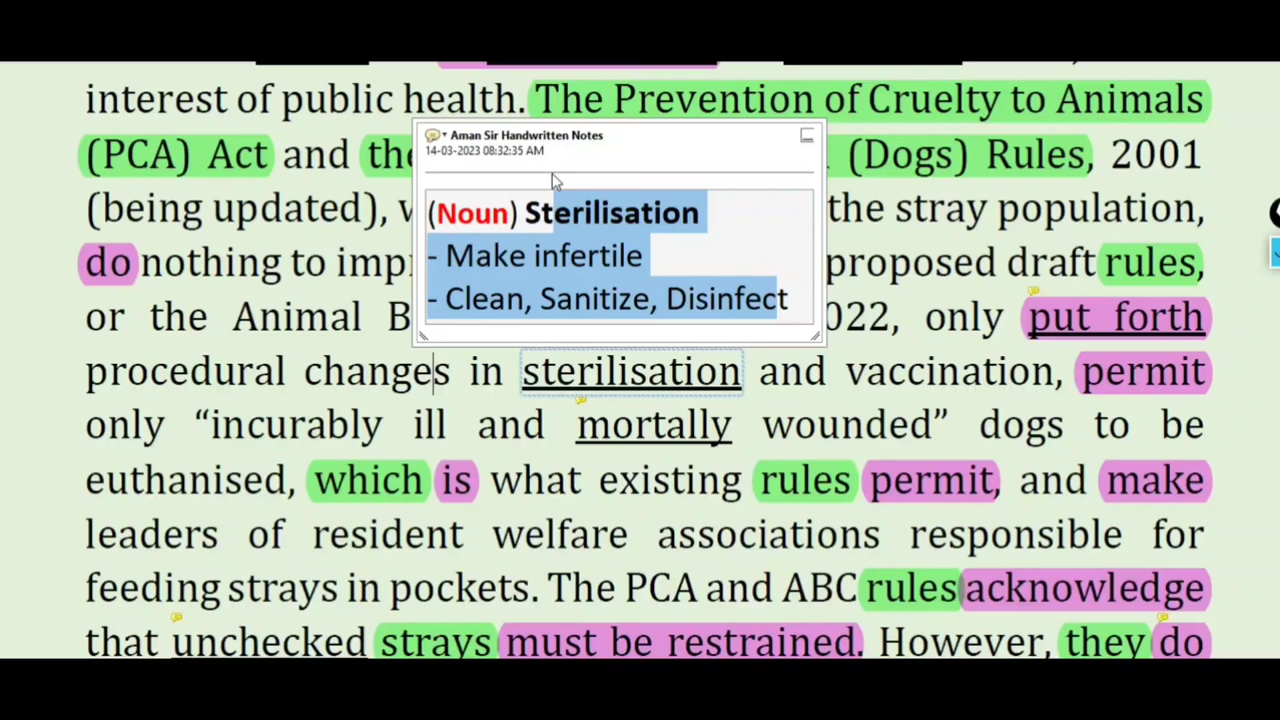 interest of public health. The Prevention of Cruelty to Animals
(PCA) Act and the (Dogs) Rules, 2001
(being updated), the stray population,
do nothing to proposed draft rules,
or the Animal 022, only put forth
Aman Sir Handwritten Notes
14-03-2023 08:32:35 AM
(Noun) Sterilisation
- Make infertile
- Clean, Sanitize, Disinfect
procedural changes in sterilisation and vaccination, permit
only “incurably ill and mortally wounded” dogs to be
euthanised, which is what existing rules permit, and make
leaders of resident welfare associations responsible for
feeding strays in pockets. The PCA and ABC rules acknowledge
that unchecked strays must be restrained. However, they do